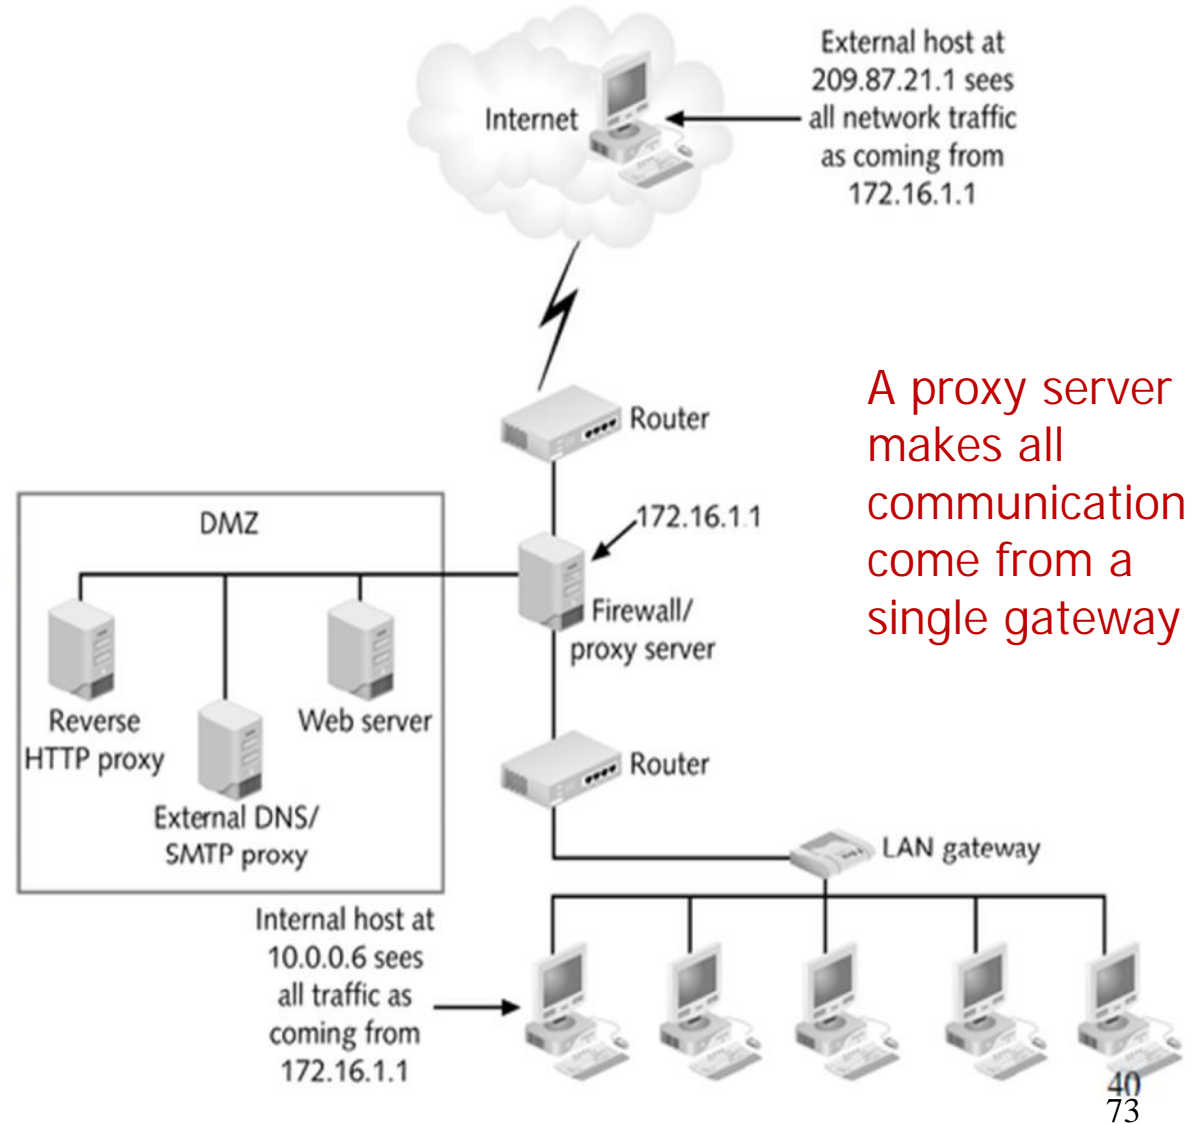 External host at
209.87.21.1 sees
all network traffic
as coming from
172.16.1.1
Internet
Router
A proxy server
makes all
communication
come from a
single gateway
DMZ
172.16.1.1
Firewall/
proxy server
Reverse
HTTP proxy
Web server
External DNS/
SMTP proxy
Router
LAN gateway
Internal host at
10.0.0.6 sees
all traffic as
coming from
172.16.1.1
40
73